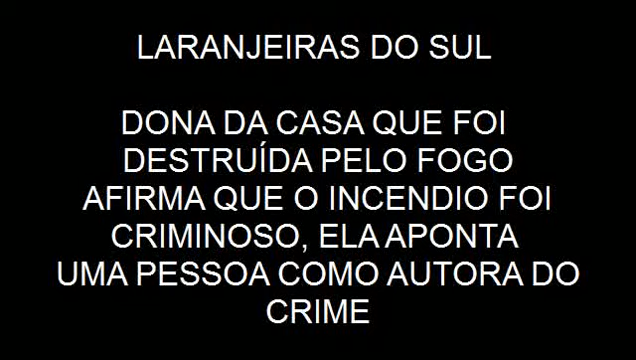 LARANJEIRAS DO SUL
DONA DA CASA QUE FOI
DESTRUÍDA PELO FOGO
AFIRMA QUE O INCENDIO FOI
CRIMINOSO, ELA APONTA
UMA PESSOA COMO AUTORA DO
CRIME